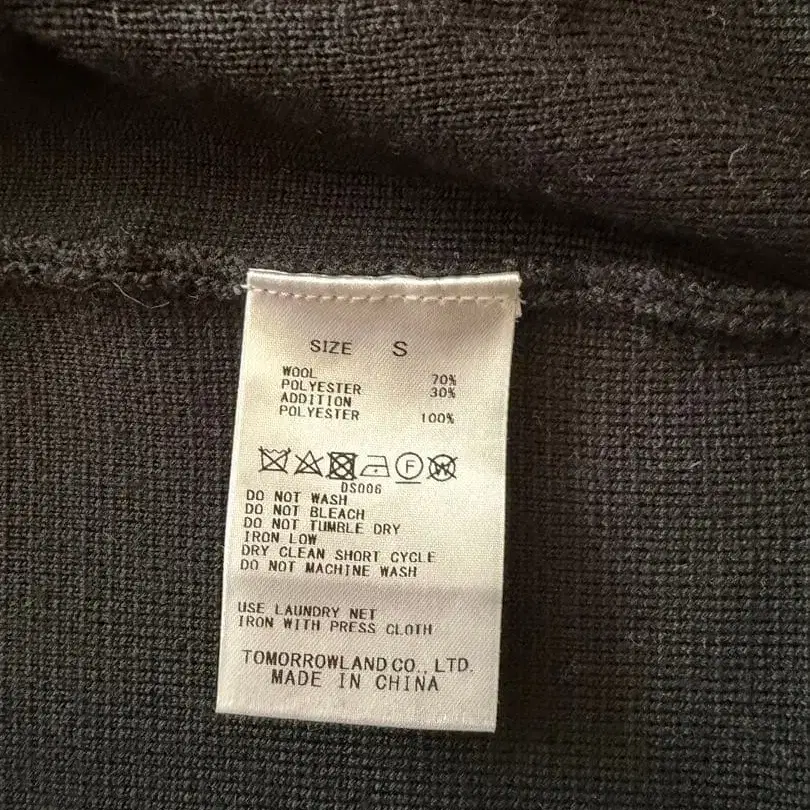 SIZE S
WOOL 70%
POLYESTER 30%
ADDITION
POLYESTER 100%
F W
DS006
DO NOT WASH
DO NOT BLEACH
DO NOT TUMBLE DRY
IRON LOW
DRY CLEAN SHORT CYCLE
DO NOT MACHINE WASH
USE LAUNDRY NET
IRON WITH PRESS CLOTH
TOMORROWLAND CO., LTD.
MADE IN CHINA